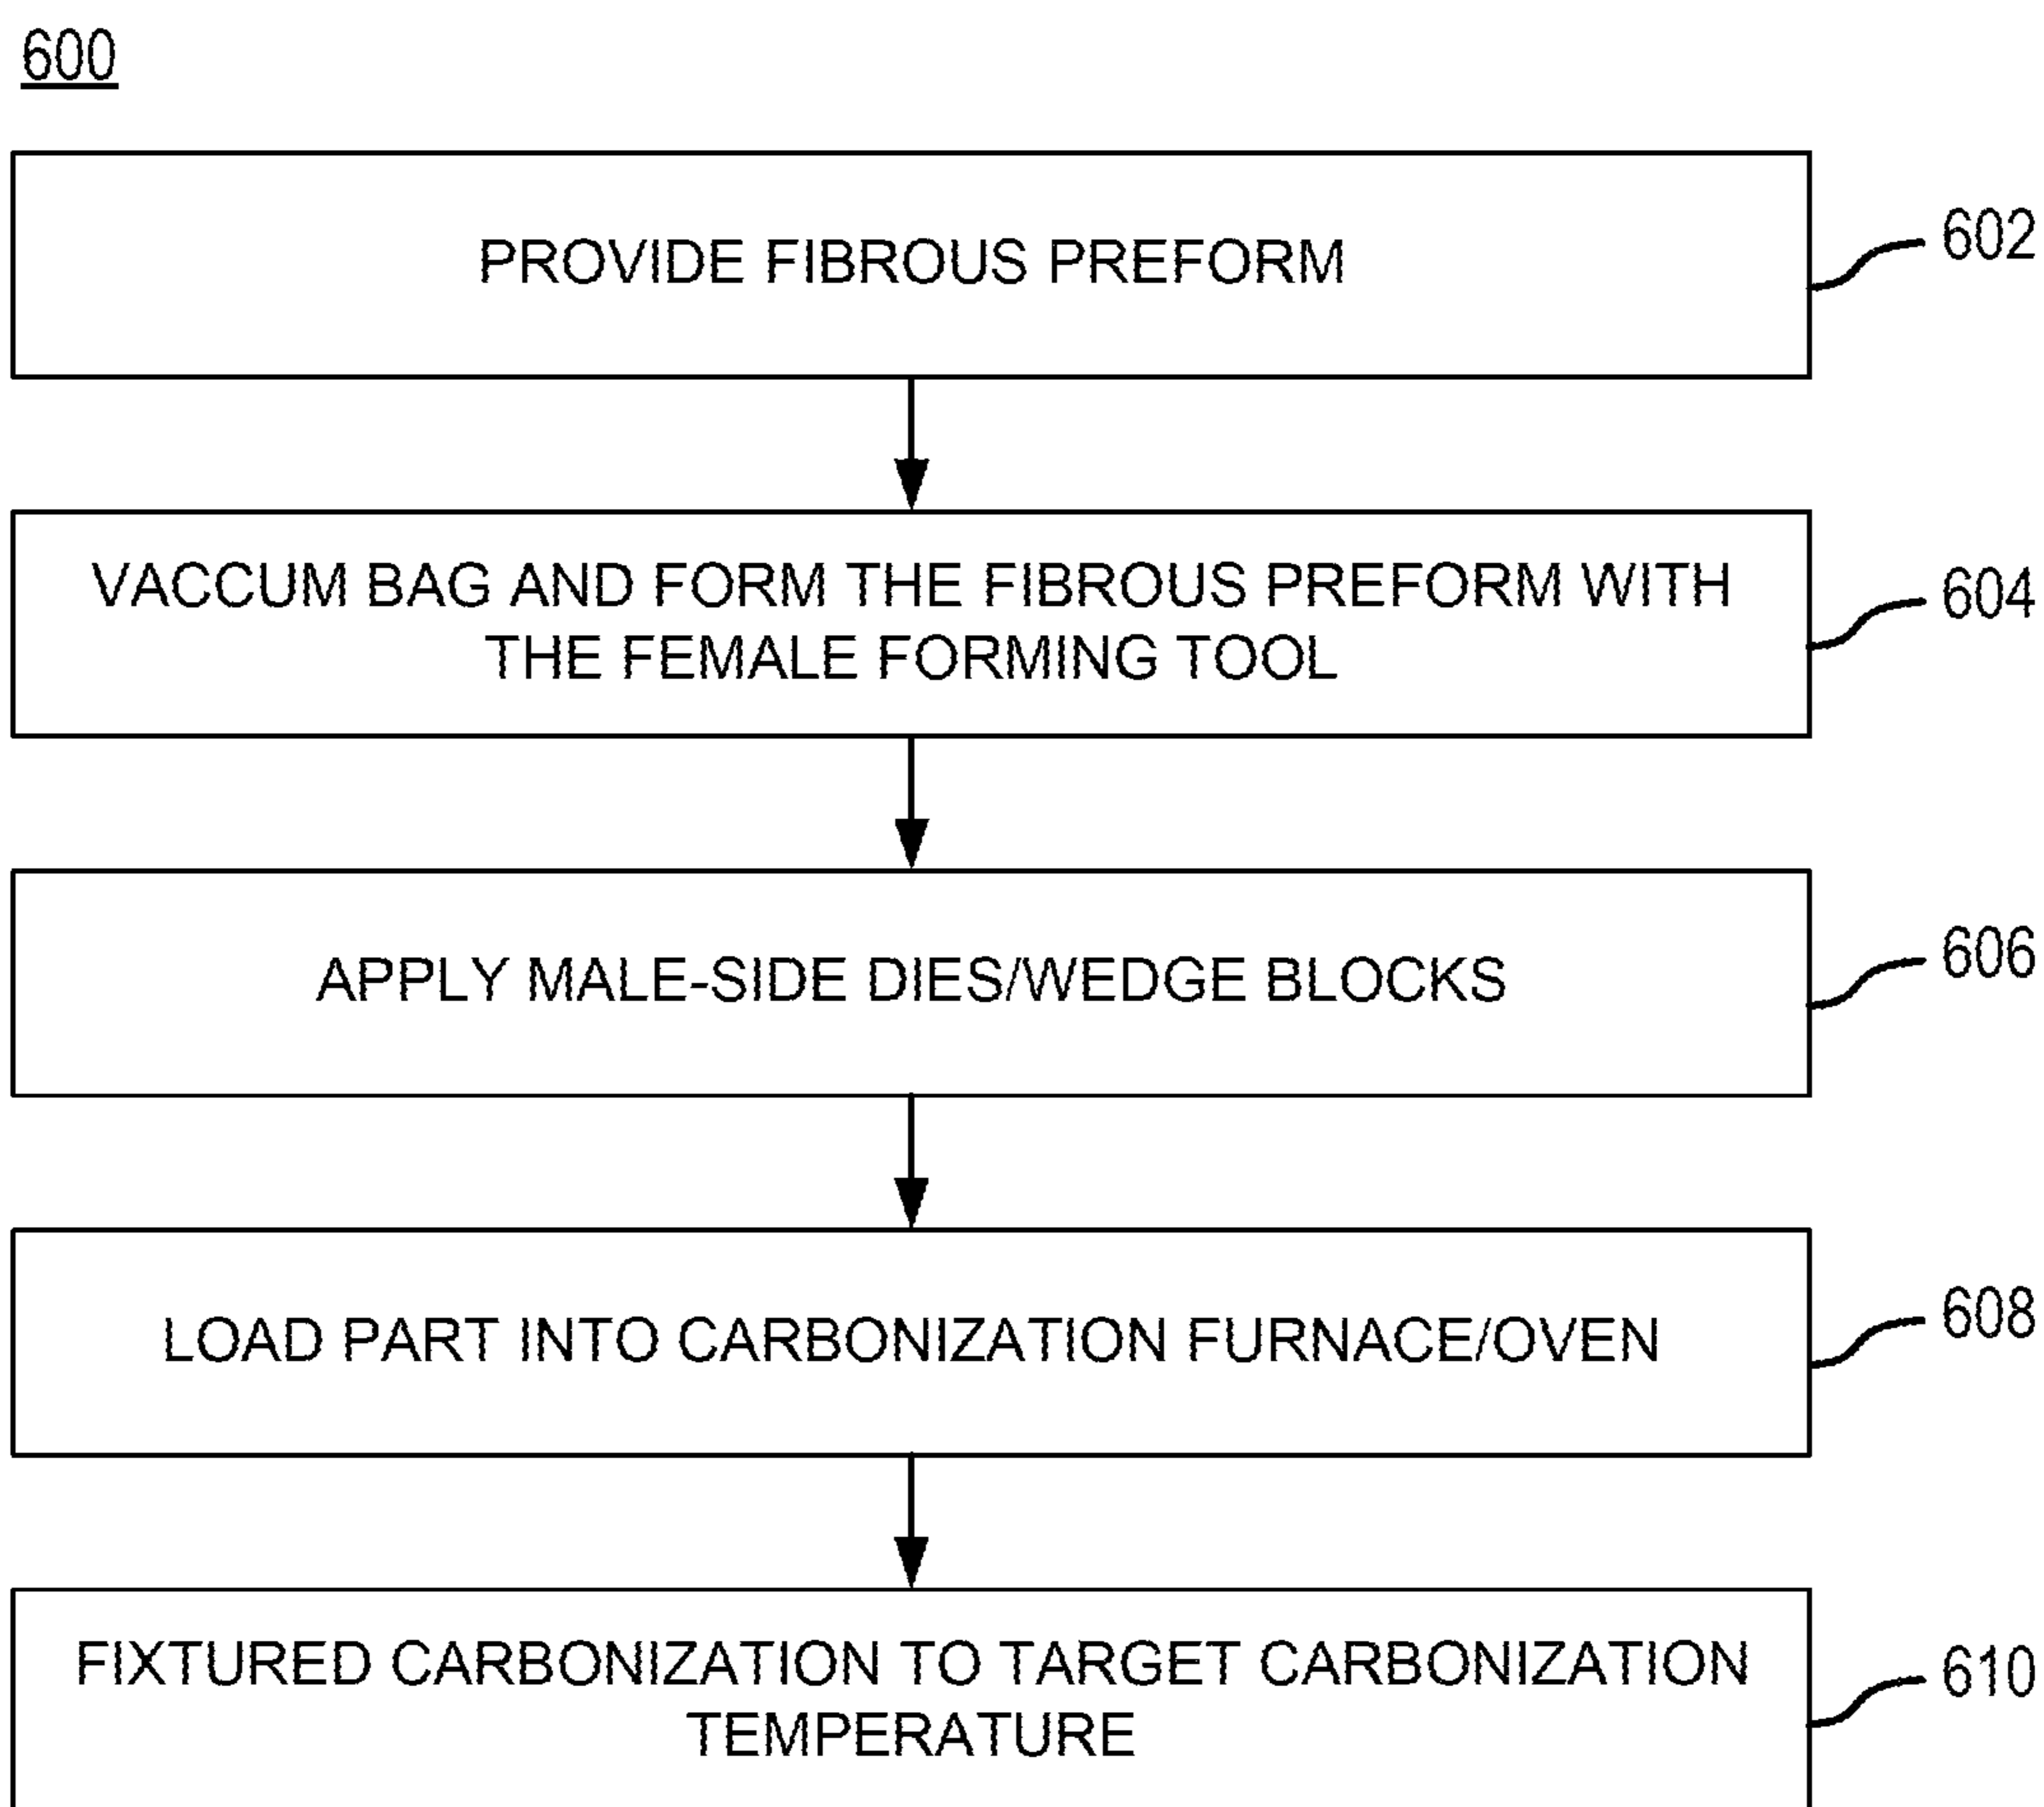 600
PROVIDE FIBROUS PREFORM
602
VACCUM BAG AND FORM THE FIBROUS PREFORM WITH
THE FEMALE FORMING TOOL
604
APPLY MALE-SIDE DIES/WEDGE BLOCKS
606
LOAD PART INTO CARBONIZATION FURNACE/OVEN
608
FIXTURED CARBONIZATION TO TARGET CARBONIZATION
TEMPERATURE
610